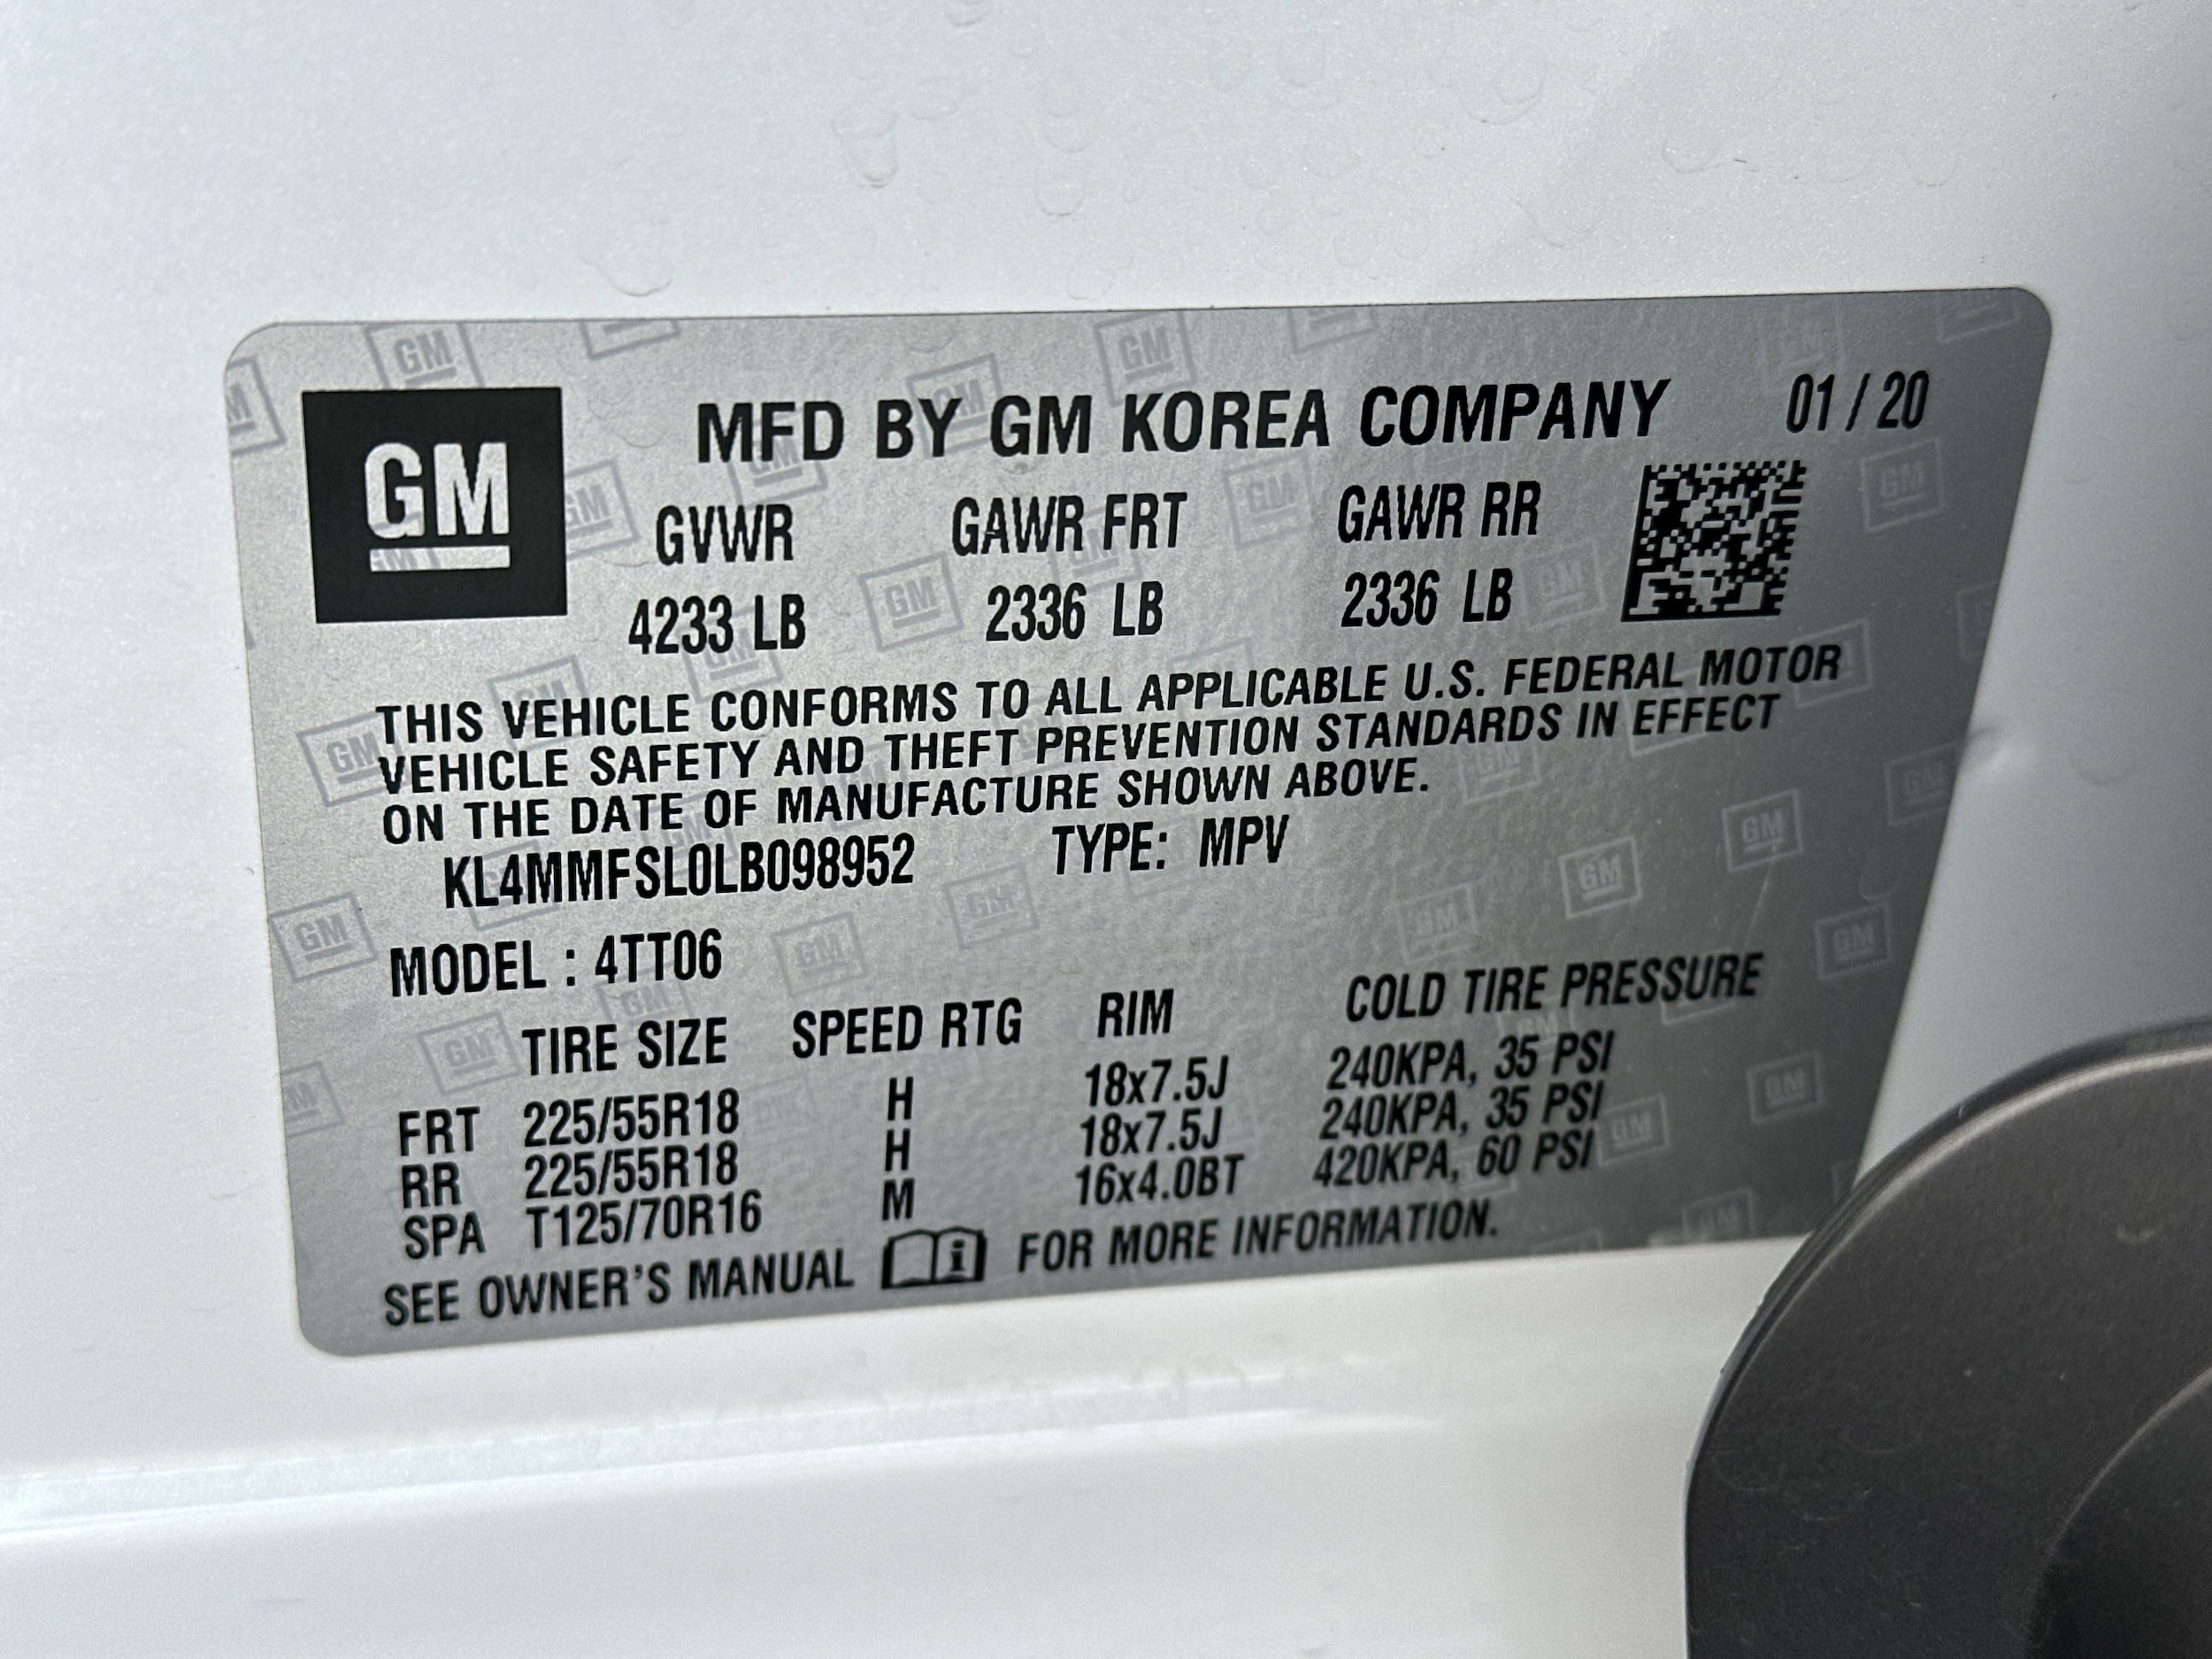 GM
MFD BY GM KOREA COMPANY 01 / 20
GVWR GAWR FRT GAWR RR
4233 LB 2336 LB 2336 LB
THIS VEHICLE CONFORMS TO ALL APPLICABLE U.S. FEDERAL MOTOR
VEHICLE SAFETY AND THEFT PREVENTION STANDARDS IN EFFECT
ON THE DATE OF MANUFACTURE SHOWN ABOVE.
KL4MMFSL0LB098952 TYPE: MPV
MODEL : 4TT06
TIRE SIZE SPEED RTG RIM COLD TIRE PRESSURE
FRT 225/55R18 H 18x7.5J 240KPA, 35 PSI
RR 225/55R18 H 18x7.5J 240KPA, 35 PSI
SPA T125/70R16 M 16x4.0BT 420KPA, 60 PSI
SEE OWNER'S MANUAL FOR MORE INFORMATION.